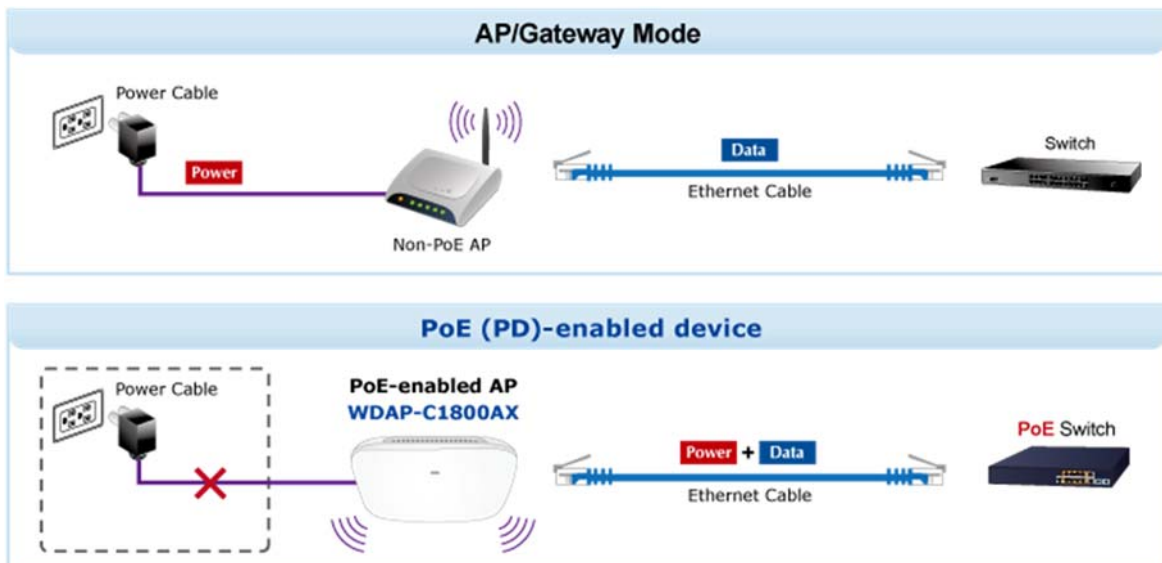 AP/Gateway Mode
Power Cable
Power
Non-PoE AP
Data
Ethernet Cable
Switch
PoE (PD)-enabled device
Power Cable
PoE-enabled AP
WDAP-C1800AX
Power + Data
Ethernet Cable
PoE Switch